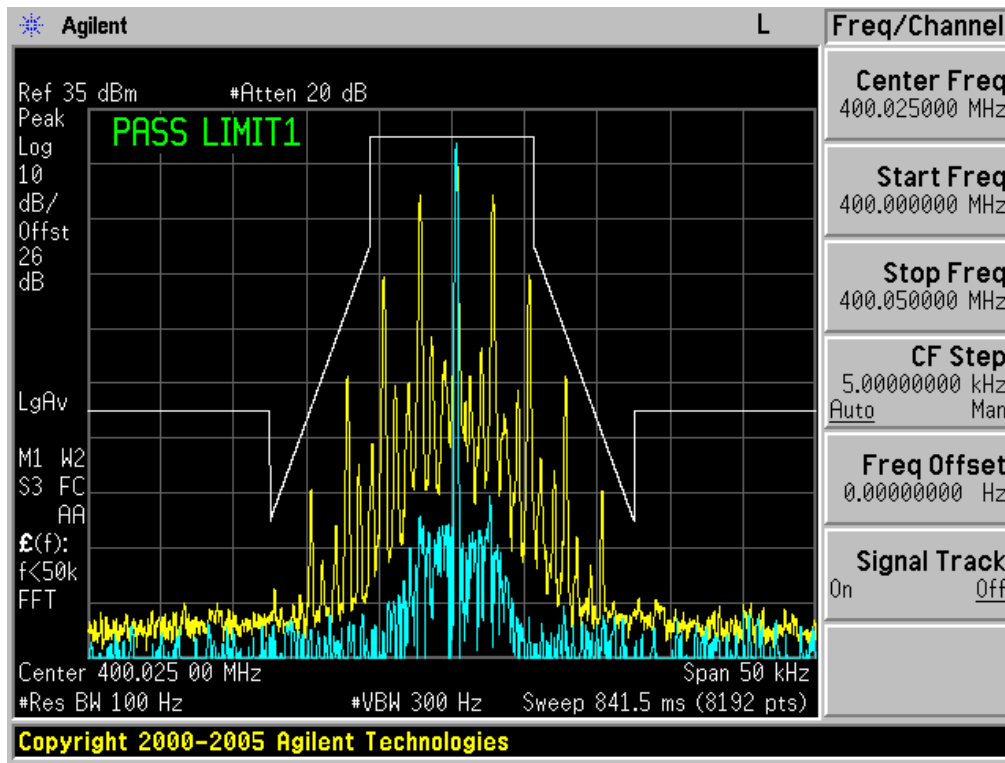 Agilent L
Ref 35 dBm #Atten 20 dB
Peak
Log
10
dB/
Offst
26
dB
PASS LIMIT1
LgAv
M1 W2
S3 FC
AA
£(f):
f<50k
FFT
Center 400.025 00 MHz Span 50 kHz
#Res BW 100 Hz #VBW 300 Hz Sweep 841.5 ms (8192 pts)
Copyright 2000-2005 Agilent Technologies
Freq/Channel
Center Freq
400.025000 MHz
Start Freq
400.000000 MHz
Stop Freq
400.050000 MHz
CF Step
5.00000000 kHz
Auto Man
Freq Offset
0.00000000 Hz
Signal Track
On Off